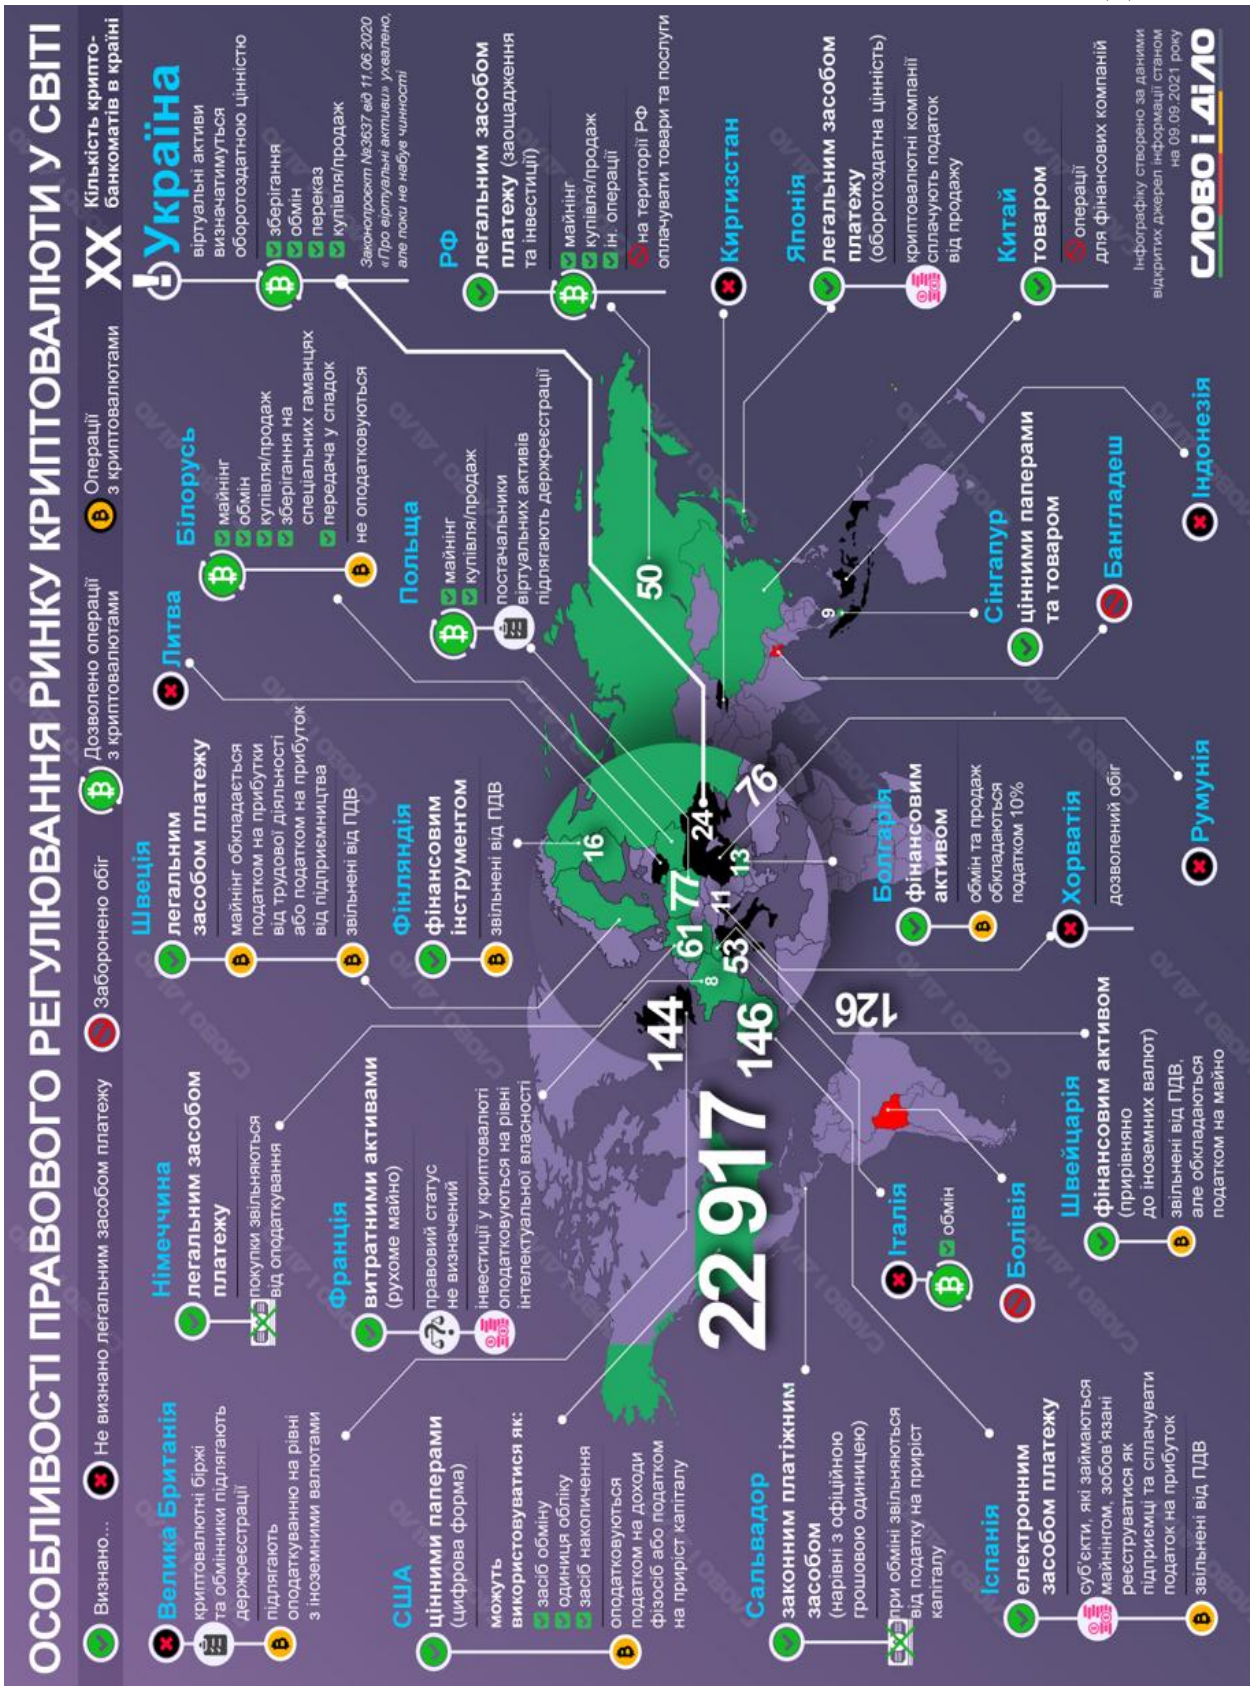 ОСОБЛИВОСТІ ПРАВОВОГО РЕГУЛЮВАННЯ РИНКУ КРИПТОВАЛЮТИ У СВІТІ
Визнано...
Не визнано легальним засобом платежу
Заборонено обіг
Дозволено операції
з криптовалютами
Операції
з криптовалютами
XX
Кількість крипто-
банкоматів в країні
Велика Британія
криптовалютні біржі
та обмінники підлягають
держреєстрації
підлягають
оподаткуванню на рівні
з іноземними валютами
США
цінними паперами
(цифрова форма)
можуть
використовуватися як:
засіб обміну
одиниця обліку
засіб накопичення
оподатковуються
податком на доходи
фізосіб або податком
на приріст капіталу
Сальвадор
законним платіжним
засобом
(нарівні з офіційною
грошовою одиницею)
при обміні звільняються
від податку на приріст
капіталу
Іспанія
електронним
засобом платежу
суб'єкти, які займаються
майнінгом, зобов'язані
реєструватися як
підприємці та сплачувати
податок на прибуток
звільнені від ПДВ
Німеччина
легальним засобом
платежу
покупки звільняються
від оподаткування
Франція
витратними активами
(рухоме майно)
правовий статус
не визначений
інвестиції у криптовалюті
оподатковуються на рівні
інтелектуальної власності
Італія
обмін
Болівія
Швейцарія
фінансовим активом
(прирівняно
до іноземних валют)
звільнені від ПДВ,
але обкладаються
податком на майно
Швеція
легальним
засобом платежу
майнінг обкладається
податком на прибутки
від трудової діяльності
або податком на прибуток
від підприємництва
звільнені від ПДВ
Фінляндія
фінансовим
інструментом
звільнені від ПДВ
Болгарія
фінансовим
активом
обмін та продаж
обкладаються
податком 10%
Хорватія
дозволений обіг
Румунія
Литва
Білорусь
майнінг
обмін
купівля/продаж
зберігання на
спеціальних гаманцях
передача у спадок
не оподатковуються
Польща
майнінг
купівля/продаж
постачальники
віртуальних активів
підлягають держреєстрації
Сінгапур
цінними паперами
та товаром
Бангладеш
Індонезія
Україна
віртуальні активи
визначатимуться
оборотоздатною цінністю
зберігання
обмін
переказ
купівля/продаж
Законопроєкт №3637 від 11.06.2020
«Про віртуальні активи» ухвалено,
але поки не набув чинності
РФ
легальним засобом
платежу (заощадження
та інвестиції)
майнінг
купівля/продаж
ін. операції
на території РФ
оплачувати товари та послуги
Киргизстан
Японія
легальним засобом
платежу
(оборотоздатна цінність)
криптовалютні компанії
сплачують податок
від продажу
Китай
товаром
операції
для фінансових компаній
22 917
144
146
126
8
53
61
11
77
13
16
24
76
50
9
Інфографіку створено за даними
відкритих джерел інформації станом
на 09.09.2021 року
СЛОВО і ДІЛО